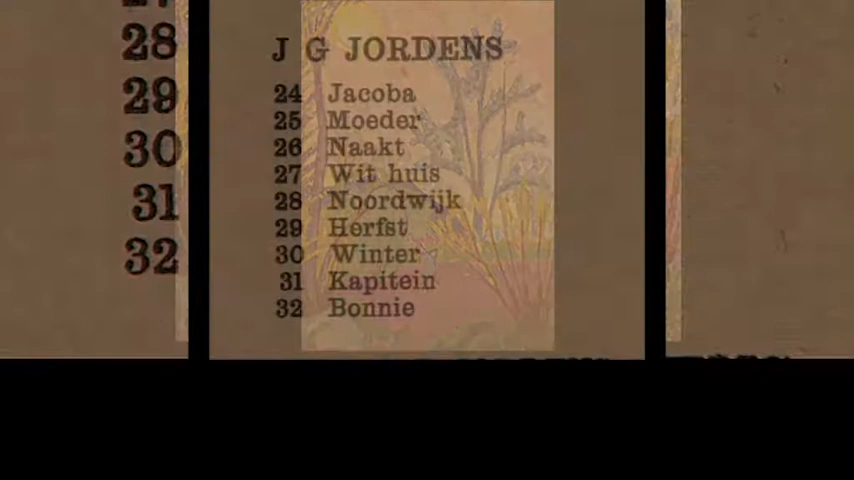 28
29
30
31
32
J G JORDENS
24 Jacoba
25 Moeder
26 Naakt
27 Wit huis
28 Noordwijk
29 Herfst
30 Winter
31 Kapitein
32 Bonnie